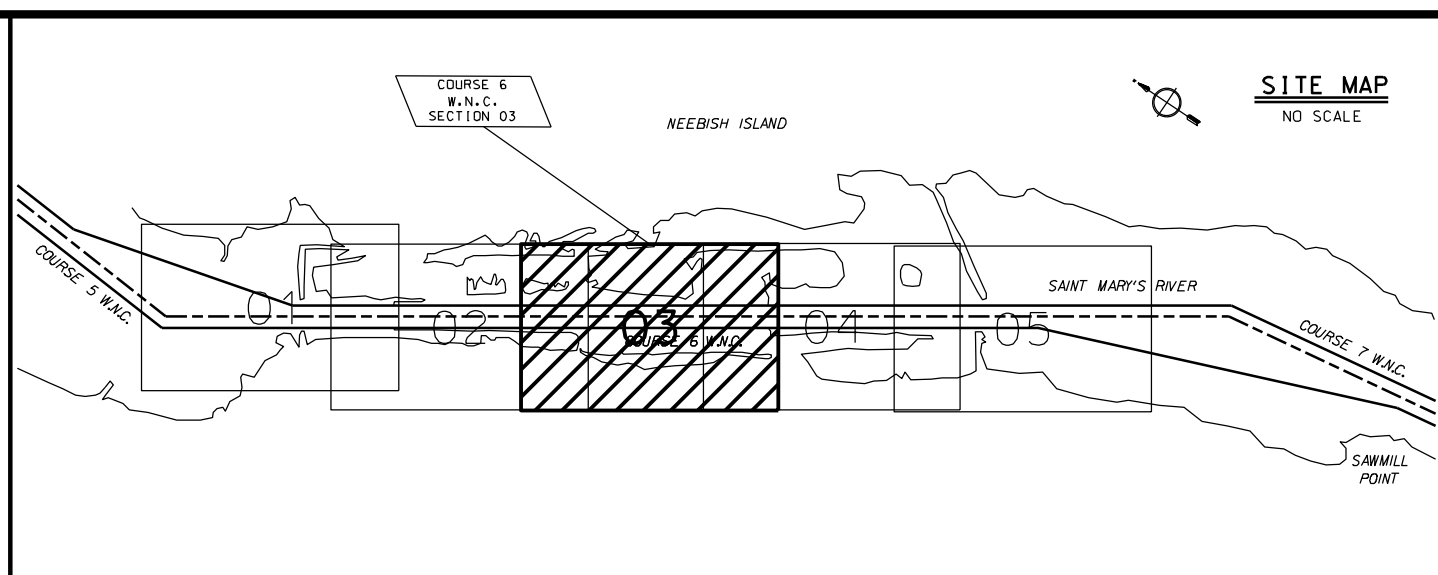 SITE MAP
NO SCALE
COURSE 6
W.N.C.
SECTION 03
NEEBISH ISLAND
COURSE 5 W.N.C.
01
02
03
COURSE 6 W.N.C.
04
05
SAINT MARY'S RIVER
COURSE 7 W.N.C.
SAWMILL
POINT